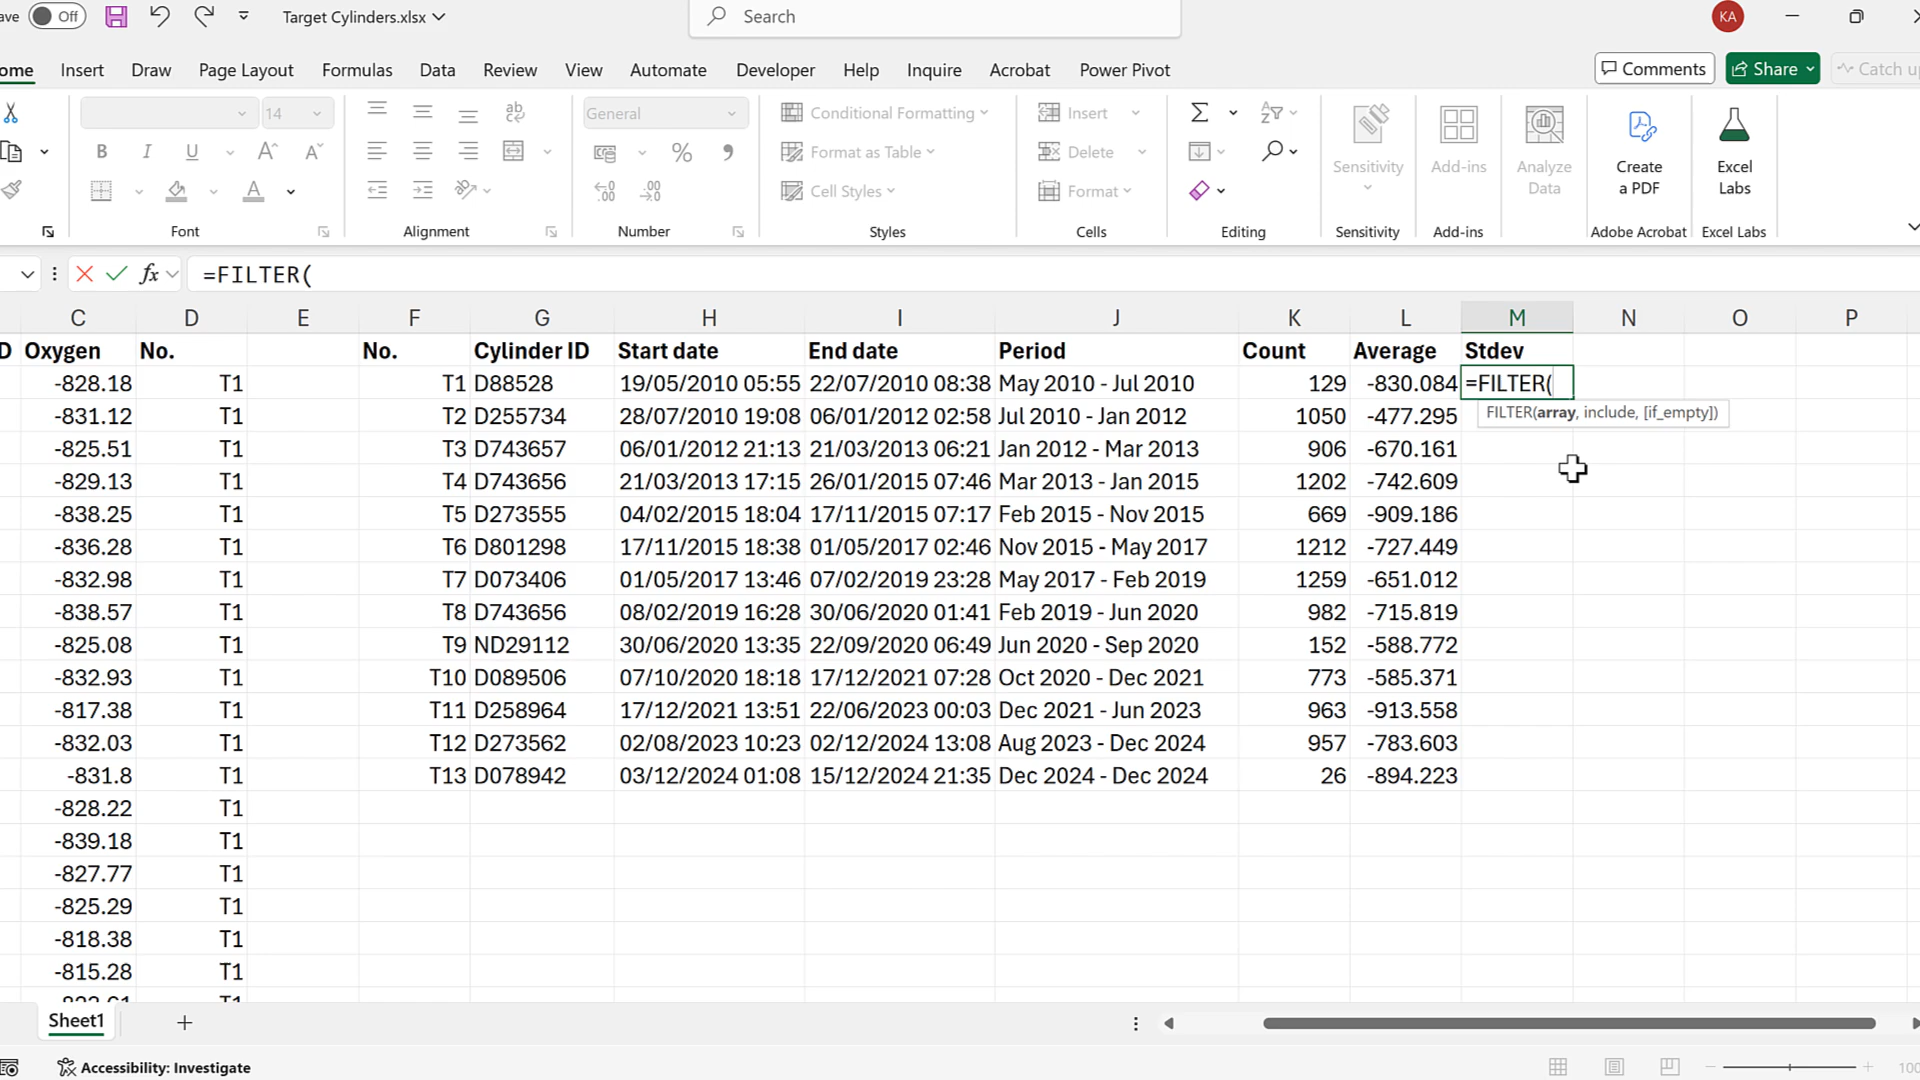 ave Off Target Cylinders.xlsx Search KA
ome Insert Draw Page Layout Formulas Data Review View Automate Developer Help Inquire Acrobat Power Pivot Comments Share Catch up
14 General Conditional Formatting Insert
B I U A A Format as Table Delete Sensitivity Add-ins Analyze Data Create a PDF Excel Labs
A Cell Styles Format
Font Alignment Number Styles Cells Editing Sensitivity Add-ins Adobe Acrobat Excel Labs
fx =FILTER(
C D E F G H I J K L M N O P
D Oxygen No. No. Cylinder ID Start date End date Period Count Average Stdev
-828.18 T1 T1 D88528 19/05/2010 05:55 22/07/2010 08:38 May 2010 - Jul 2010 129 -830.084 =FILTER(
-831.12 T1 T2 D255734 28/07/2010 19:08 06/01/2012 02:58 Jul 2010 - Jan 2012 1050 -477.295 FILTER(array, include, [if_empty])
-825.51 T1 T3 D743657 06/01/2012 21:13 21/03/2013 06:21 Jan 2012 - Mar 2013 906 -670.161
-829.13 T1 T4 D743656 21/03/2013 17:15 26/01/2015 07:46 Mar 2013 - Jan 2015 1202 -742.609
-838.25 T1 T5 D273555 04/02/2015 18:04 17/11/2015 07:17 Feb 2015 - Nov 2015 669 -909.186
-836.28 T1 T6 D801298 17/11/2015 18:38 01/05/2017 02:46 Nov 2015 - May 2017 1212 -727.449
-832.98 T1 T7 D073406 01/05/2017 13:46 07/02/2019 23:28 May 2017 - Feb 2019 1259 -651.012
-838.57 T1 T8 D743656 08/02/2019 16:28 30/06/2020 01:41 Feb 2019 - Jun 2020 982 -715.819
-825.08 T1 T9 ND29112 30/06/2020 13:35 22/09/2020 06:49 Jun 2020 - Sep 2020 152 -588.772
-832.93 T1 T10 D089506 07/10/2020 18:18 17/12/2021 07:28 Oct 2020 - Dec 2021 773 -585.371
-817.38 T1 T11 D258964 17/12/2021 13:51 22/06/2023 00:03 Dec 2021 - Jun 2023 963 -913.558
-832.03 T1 T12 D273562 02/08/2023 10:23 02/12/2024 13:08 Aug 2023 - Dec 2024 957 -783.603
-831.8 T1 T13 D078942 03/12/2024 01:08 15/12/2024 21:35 Dec 2024 - Dec 2024 26 -894.223
-828.22 T1
-839.18 T1
-827.77 T1
-825.29 T1
-818.38 T1
-815.28 T1
Sheet1
Accessibility: Investigate 100